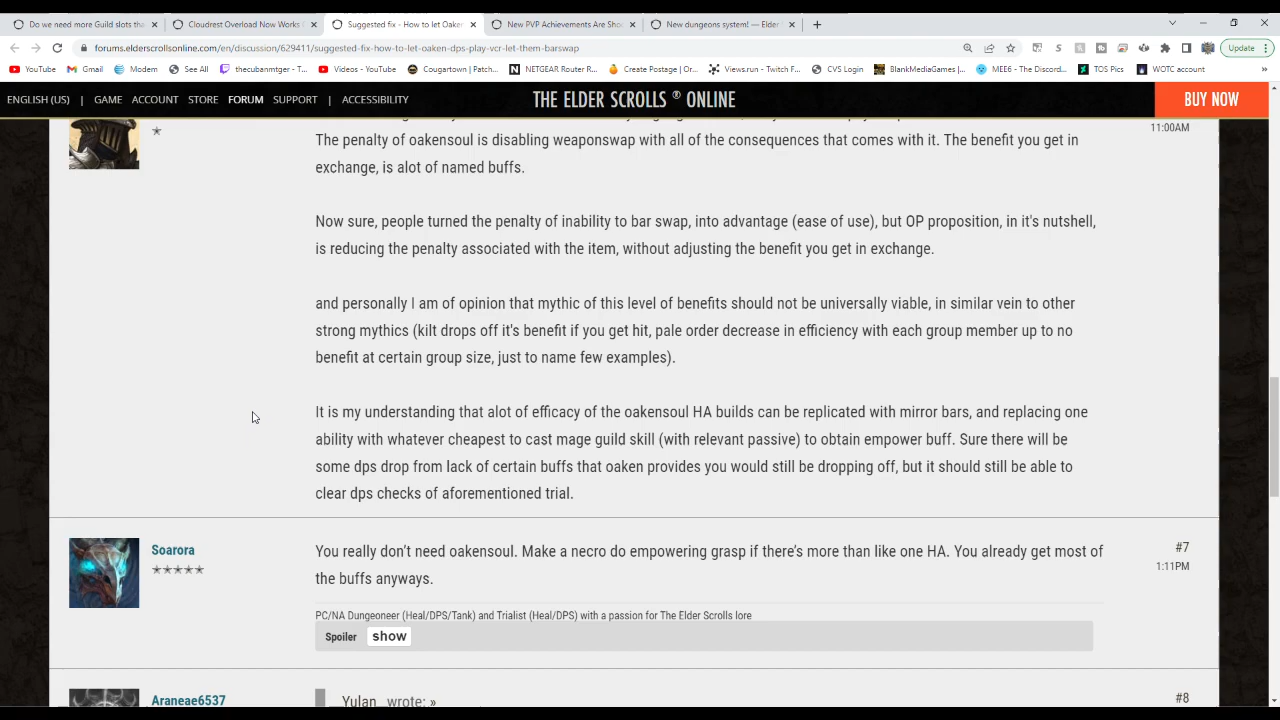 Do we need more Guild slots tha
Cloudrest Overload Now Works
Suggested fix - How to let Oaken
New PVP Achievements Are Sho
New dungeons system! — Elder
forums.elderscrollsonline.com/en/discussion/629411/suggested-fix-how-to-let-oaken-dps-play-vcr-let-them-barswap
Update
YouTube
Gmail
Modem
See All
thecubanmtger - T...
Videos - YouTube
Cougartown | Patch...
NETGEAR Router R...
Create Postage | Or...
Views.run - Twitch F...
CVS Login
BlankMediaGames |...
MEE6 - The Discord...
TOS Pics
WOTC account
»
ENGLISH (US) | GAME ACCOUNT STORE FORUM SUPPORT | ACCESSIBILITY
THE ELDER SCROLLS ® ONLINE
BUY NOW
11:00AM
The penalty of oakensoul is disabling weaponswap with all of the consequences that comes with it. The benefit you get in
exchange, is alot of named buffs.
Now sure, people turned the penalty of inability to bar swap, into advantage (ease of use), but OP proposition, in it's nutshell,
is reducing the penalty associated with the item, without adjusting the benefit you get in exchange.
and personally I am of opinion that mythic of this level of benefits should not be universally viable, in similar vein to other
strong mythics (kilt drops off it's benefit if you get hit, pale order decrease in efficiency with each group member up to no
benefit at certain group size, just to name few examples).
It is my understanding that alot of efficacy of the oakensoul HA builds can be replicated with mirror bars, and replacing one
ability with whatever cheapest to cast mage guild skill (with relevant passive) to obtain empower buff. Sure there will be
some dps drop from lack of certain buffs that oaken provides you would still be dropping off, but it should still be able to
clear dps checks of aforementioned trial.
Soarora
#7
1:11PM
You really don't need oakensoul. Make a necro do empowering grasp if there's more than like one HA. You already get most of
the buffs anyways.
PC/NA Dungeoneer (Heal/DPS/Tank) and Trialist (Heal/DPS) with a passion for The Elder Scrolls lore
Spoiler show
Araneae6537
#8
Yulan wrote: »